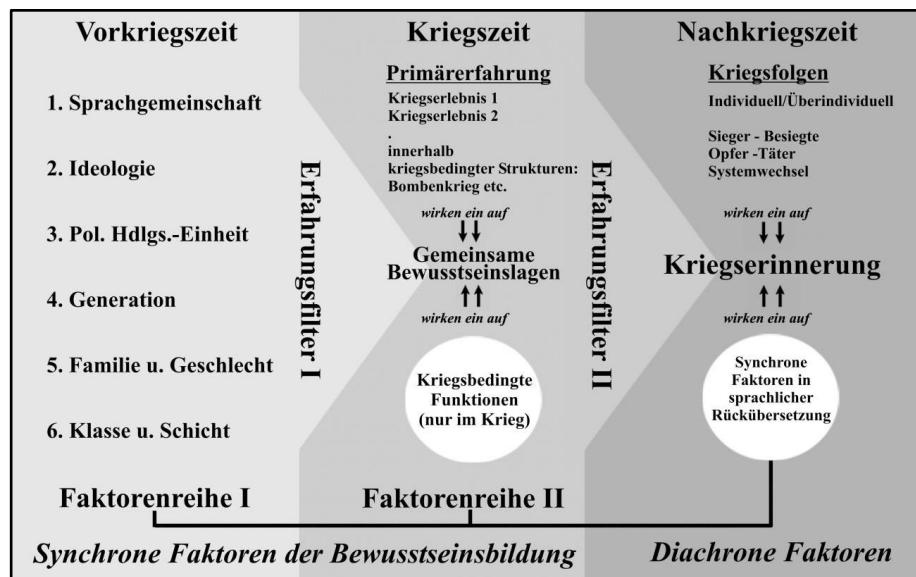 Vorkriegszeit
1. Sprachgemeinschaft
2. Ideologie
3. Pol. Hdlgs.-Einheit
4. Generation
5. Familie u. Geschlecht
6. Klasse u. Schicht
Faktorenreihe I
Erfahrungsfilter I
Kriegszeit
Primärerfahrung
Kriegserlebnis 1
Kriegserlebnis 2
.
innerhalb
kriegsbedingter Strukturen:
Bombenkrieg etc.
wirken ein auf
Gemeinsame
Bewusstseinslagen
wirken ein auf
Kriegsbedingte
Funktionen
(nur im Krieg)
Faktorenreihe II
Erfahrungsfilter II
Nachkriegszeit
Kriegsfolgen
Individuell/Überindividuell
Sieger - Besiegte
Opfer -Täter
Systemwechsel
wirken ein auf
Kriegserinnerung
wirken ein auf
Synchrone
Faktoren in
sprachlicher
Rückübersetzung
Synchrone Faktoren der Bewusstseinsbildung
Diachrone Faktoren